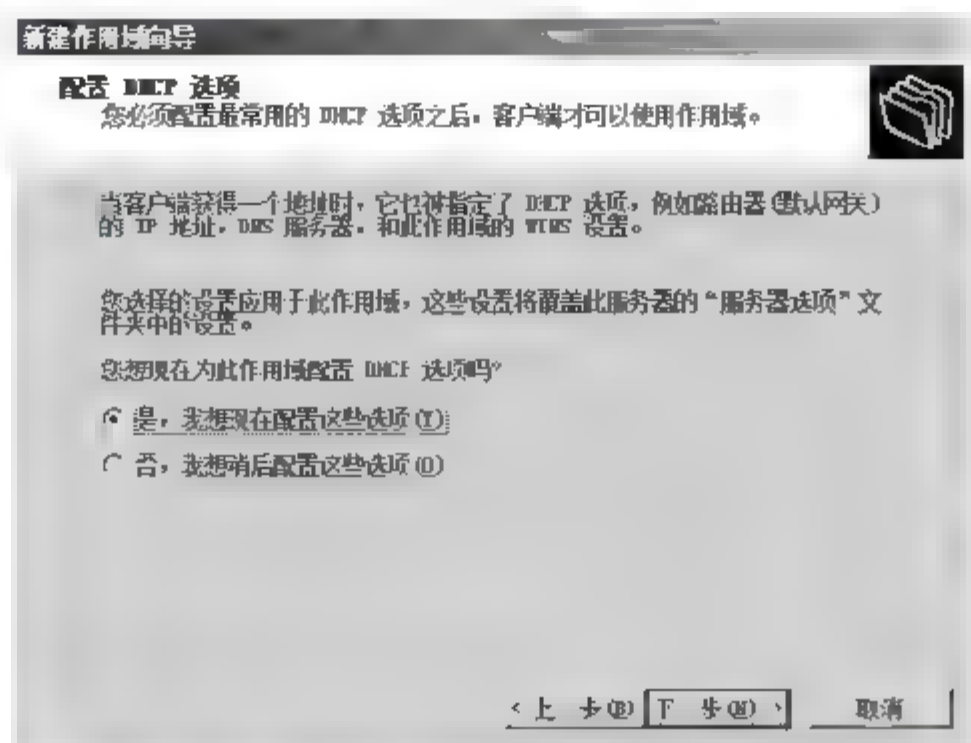 新建作用域向导
配置 DHCP 选项
您必须配置最常用的 DHCP 选项之后，客户端才可以使用作用域。
当客户端获得一个地址时，它也被指定了 DHCP 选项，例如路由器(默认网关)
的 IP 地址，DNS 服务器，和此作用域的 WINS 设置。
您选择的设置应用于此作用域，这些设置将覆盖此服务器的“服务器选项”文
件夹中的设置。
您想现在为此作用域配置 DHCP 选项吗?
是，我想现在配置这些选项(Y)
否，我想稍后配置这些选项(O)
<上一步(B) 下一步(N)> 取消